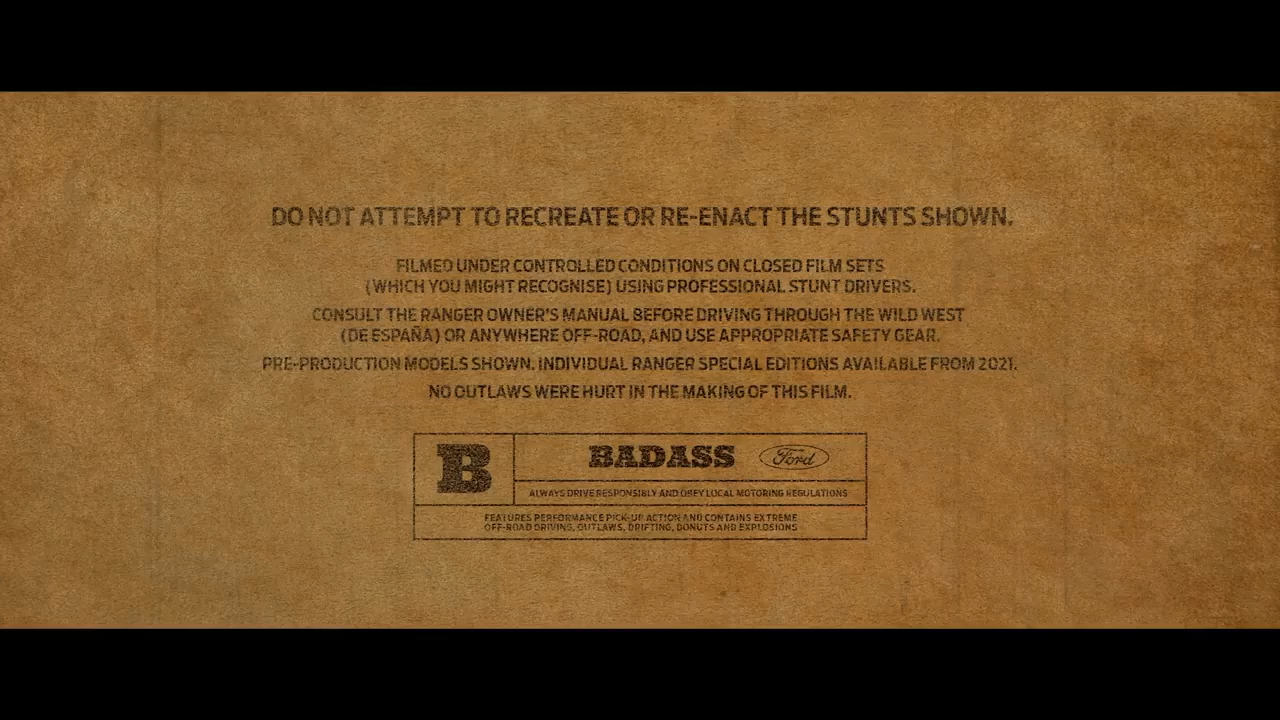 DO NOT ATTEMPT TO RECREATE OR RE-ENACT THE STUNTS SHOWN.
FILMED UNDER CONTROLLED CONDITIONS ON CLOSED FILM SETS
(WHICH YOU MIGHT RECOGNISE) USING PROFESSIONAL STUNT DRIVERS.
CONSULT THE RANGER OWNER'S MANUAL BEFORE DRIVING THROUGH THE WILD WEST
(DE ESPAÑA) OR ANYWHERE OFF-ROAD, AND USE APPROPRIATE SAFETY GEAR.
PRE-PRODUCTION MODELS SHOWN. INDIVIDUAL RANGER SPECIAL EDITIONS AVAILABLE FROM 2021.
NO OUTLAWS WERE HURT IN THE MAKING OF THIS FILM.
B
BADASS Ford
ALWAYS DRIVE RESPONSIBLY AND OBEY LOCAL MOTORING REGULATIONS
FEATURES PERFORMANCE PICK-UP ACTION AND CONTAINS EXTREME
OFF-ROAD DRIVING, OUTLAWS, DRIFTING, DONUTS AND EXPLOSIONS